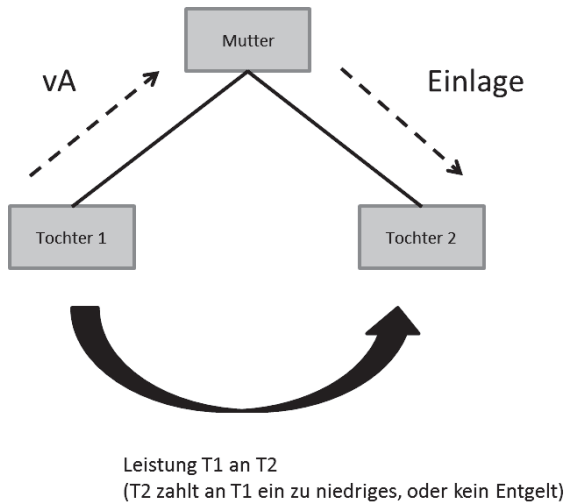 Mutter
vA
Einlage
Tochter 1
Tochter 2
Leistung T1 an T2
(T2 zahlt an T1 ein zu niedriges, oder kein Entgelt)